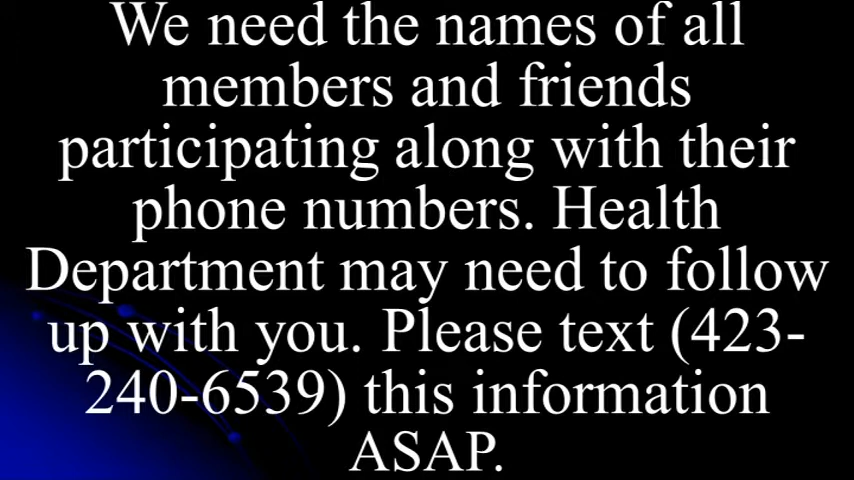 We need the names of all
members and friends
participating along with their
phone numbers. Health
Department may need to follow
up with you. Please text (423-
240-6539) this information
ASAP.